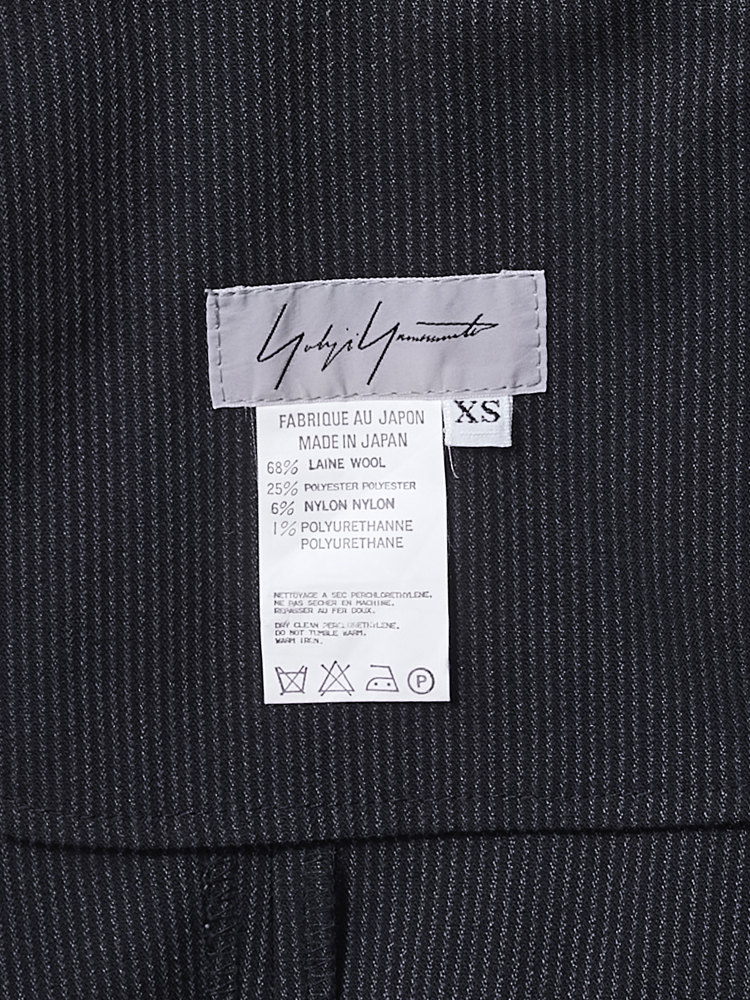 Yohji Yamamoto
XS
FABRIQUE AU JAPON
MADE IN JAPAN
68% LAINE WOOL
25% POLYESTER POLYESTER
6% NYLON NYLON
1% POLYURETHANNE
POLYURETHANE
NETTOYAGE A SEC PERCHLORETHYLENE.
NE PAS SECHER EN MACHINE.
REPASSER AU FER DOUX.
DRY CLEAN PERCLORETHYLENE.
DO NOT TUMBLE WARM.
WARM IRON.
P